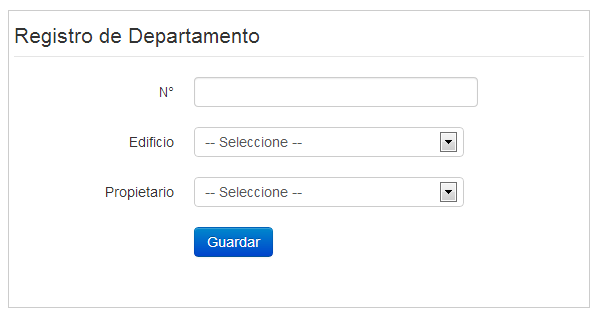 Registro de Departamento
N°
Edificio -- Seleccione --
Propietario -- Seleccione --
Guardar